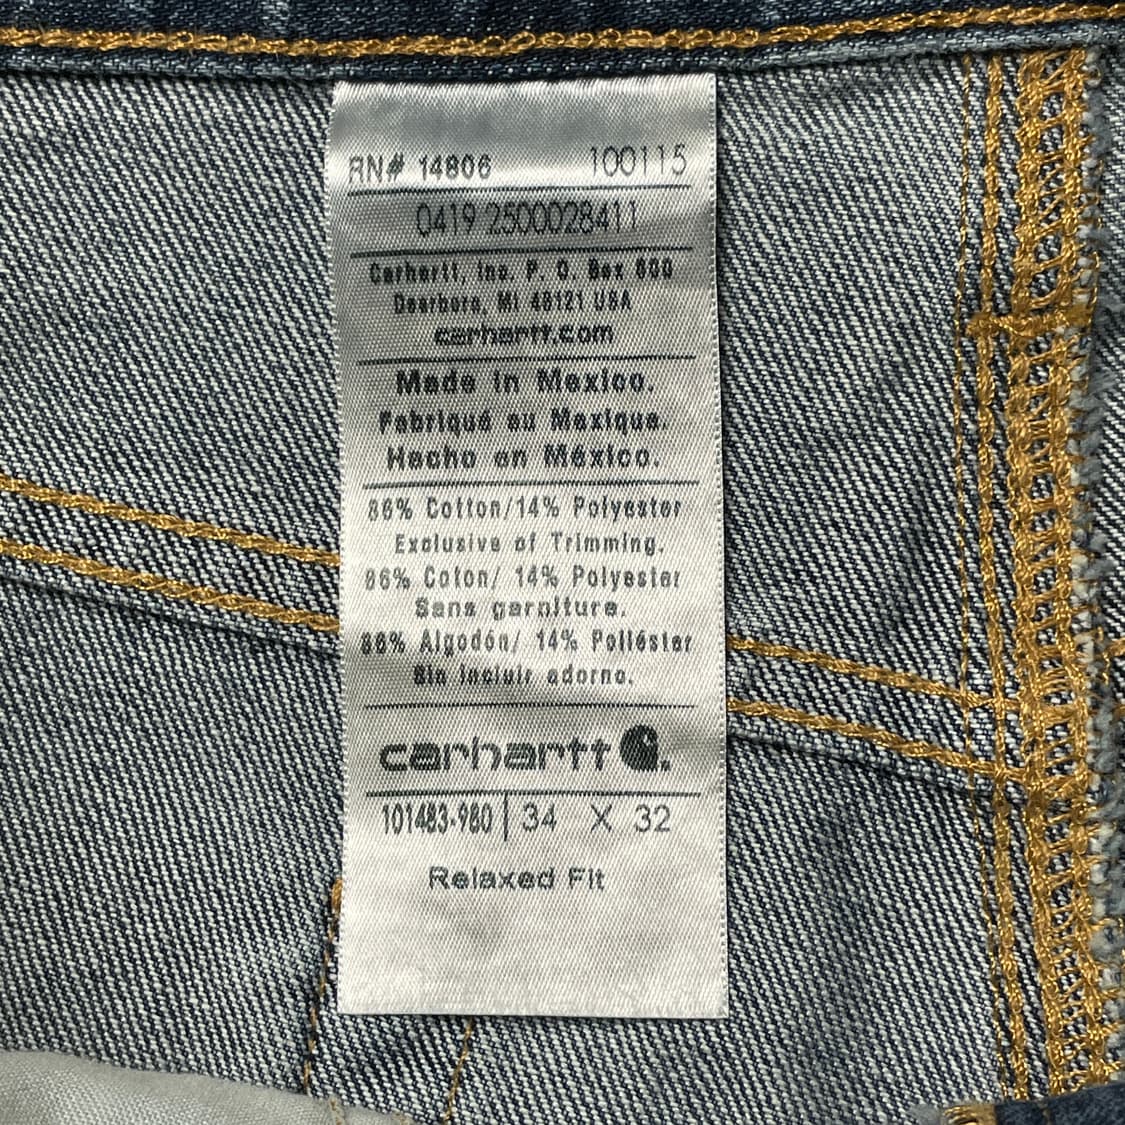 RN# 14806 100115
0419 2500028411
Carhartt, Inc. P. O. Box 600
Dearborn, MI 48121 USA
carhartt.com
Made in Mexico.
Fabriqué au Mexique.
Hecho en México.
86% Cotton/14% Polyester
Exclusive of Trimming.
86% Coton/ 14% Polyester
Sans garniture.
86% Algodón/ 14% Poliéster
Sin incluir adorno.
carhartt
101483-980 | 34 X 32
Relaxed Fit